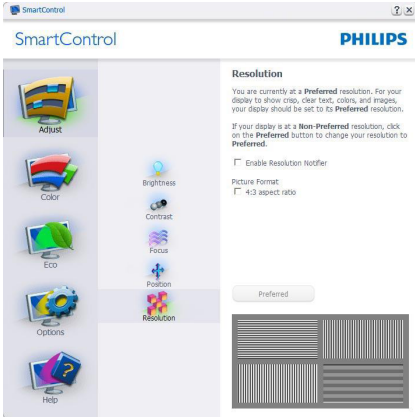 SmartControl
SmartControl
PHILIPS
Adjust
Color
Eco
Options
Help
Brightness
Contrast
Focus
Position
Resolution
Resolution
You are currently at a Preferred resolution. For your
display to show crisp, clear text, colors, and images,
your display should be set to its Preferred resolution.
If your display is at a Non-Preferred resolution, click
on the Preferred button to change your resolution to
Preferred.
Enable Resolution Notifier
Picture Format
4:3 aspect ratio
Preferred